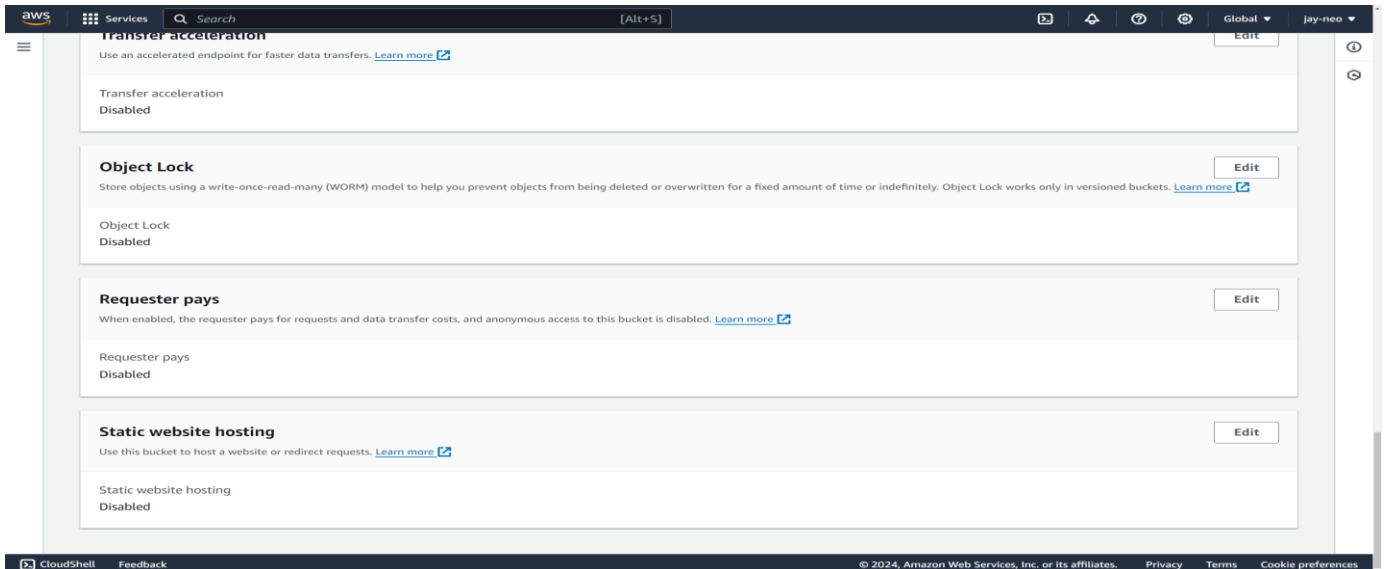 aws
Services
Search
[Alt+S]
Global
jay-neo
Transfer acceleration
Edit
Use an accelerated endpoint for faster data transfers. Learn more
Transfer acceleration
Disabled
Object Lock
Edit
Store objects using a write-once-read-many (WORM) model to help you prevent objects from being deleted or overwritten for a fixed amount of time or indefinitely. Object Lock works only in versioned buckets. Learn more
Object Lock
Disabled
Requester pays
Edit
When enabled, the requester pays for requests and data transfer costs, and anonymous access to this bucket is disabled. Learn more
Requester pays
Disabled
Static website hosting
Edit
Use this bucket to host a website or redirect requests. Learn more
Static website hosting
Disabled
CloudShell
Feedback
© 2024, Amazon Web Services, Inc. or its affiliates.
Privacy
Terms
Cookie preferences